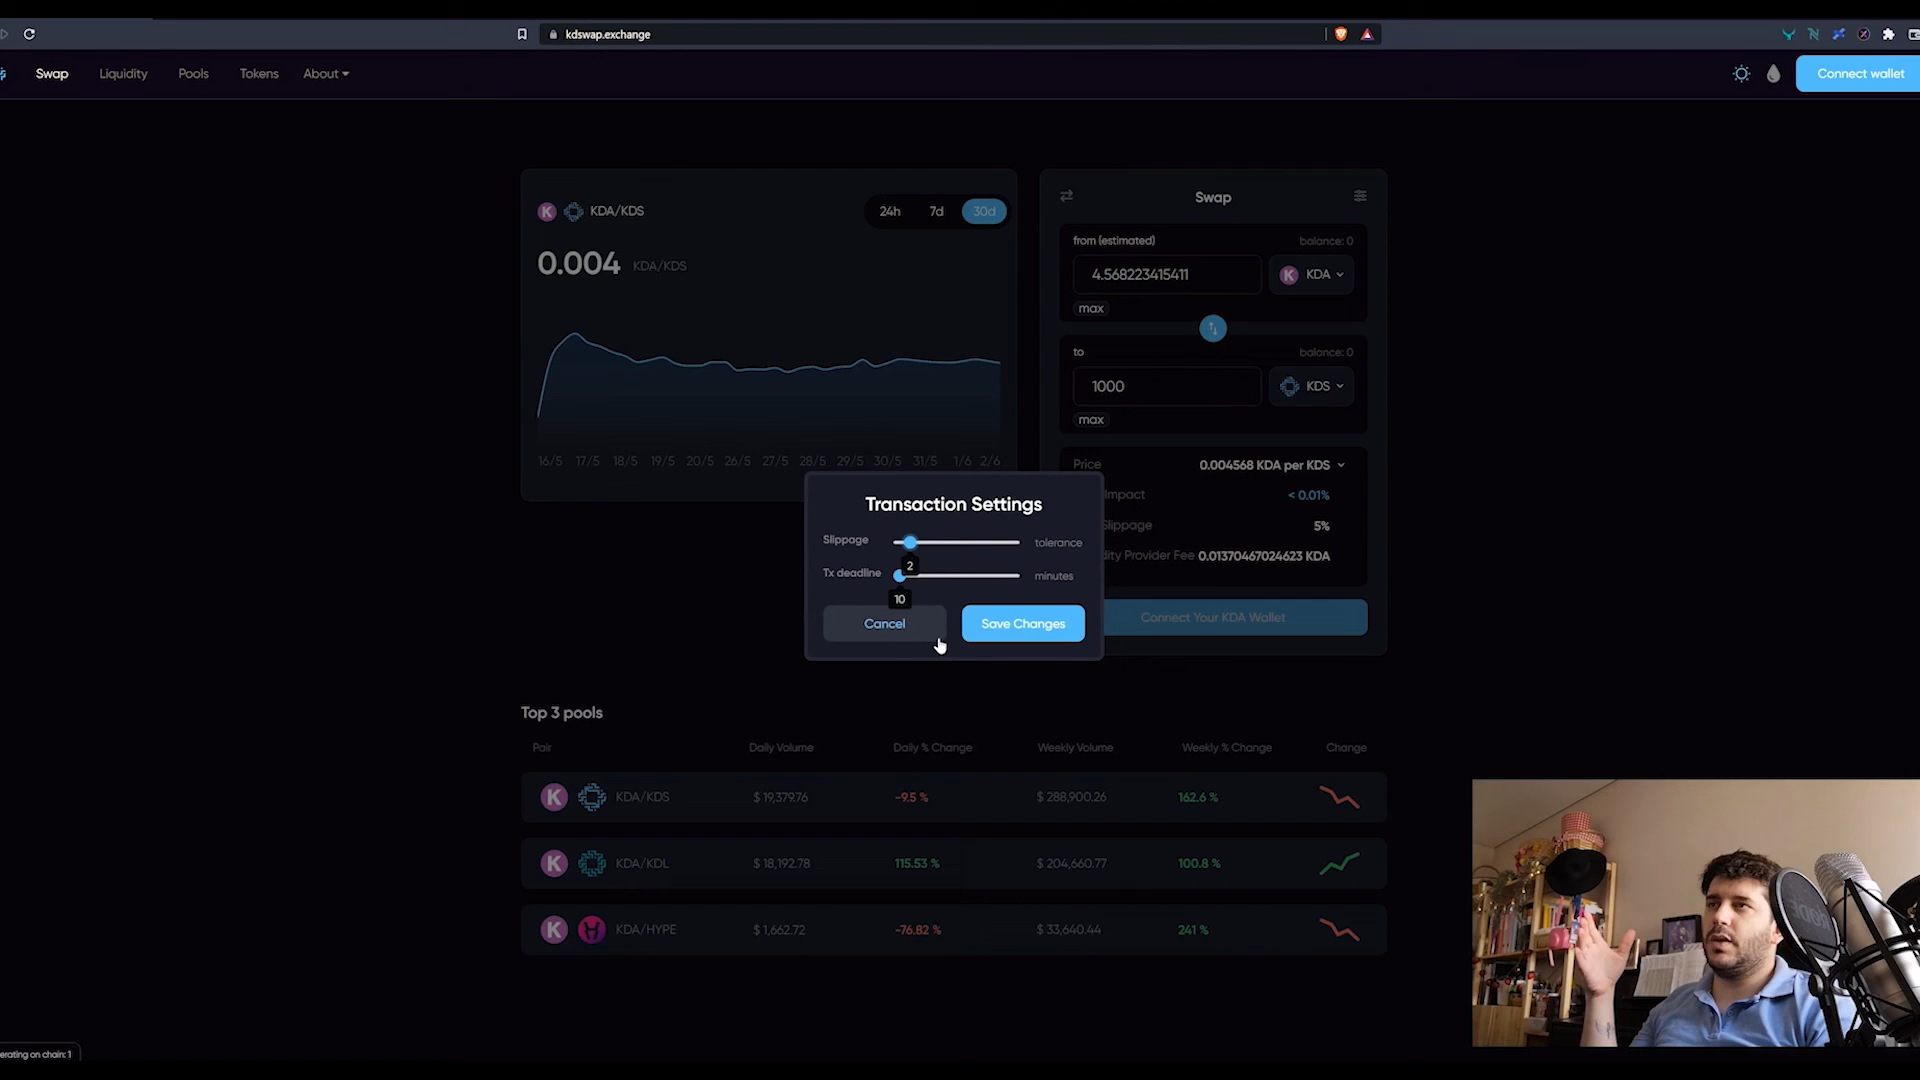 kdswap.exchange
Swap Liquidity Pools Tokens About Connect wallet
KDA/KDS 24h 7d 30d
0.004 KDA/KDS
16/5 17/5 18/5 19/5 20/5 26/5 27/5 28/5 29/5 30/5 31/5 1/6 2/6
Swap
from (estimated) balance: 0
4.568223415411 KDA
max
to balance: 0
1000 KDS
max
Price 0.004568 KDA per KDS
Impact < 0.01%
Slippage 5%
dity Provider Fee 0.01370467024623 KDA
Connect Your KDA Wallet
Transaction Settings
Slippage tolerance
2
Tx deadline minutes
10
Cancel Save Changes
Top 3 pools
Pair Daily Volume Daily % Change Weekly Volume Weekly % Change Change
KDA/KDS $ 19,379.76 -9.5 % $ 288,900.26 162.6 %
KDA/KDL $ 18,192.78 115.53 % $ 204,660.77 100.8 %
KDA/HYPE $ 1,662.72 -76.82 % $ 33,640.44 241 %
erating on chain: 1
RODE